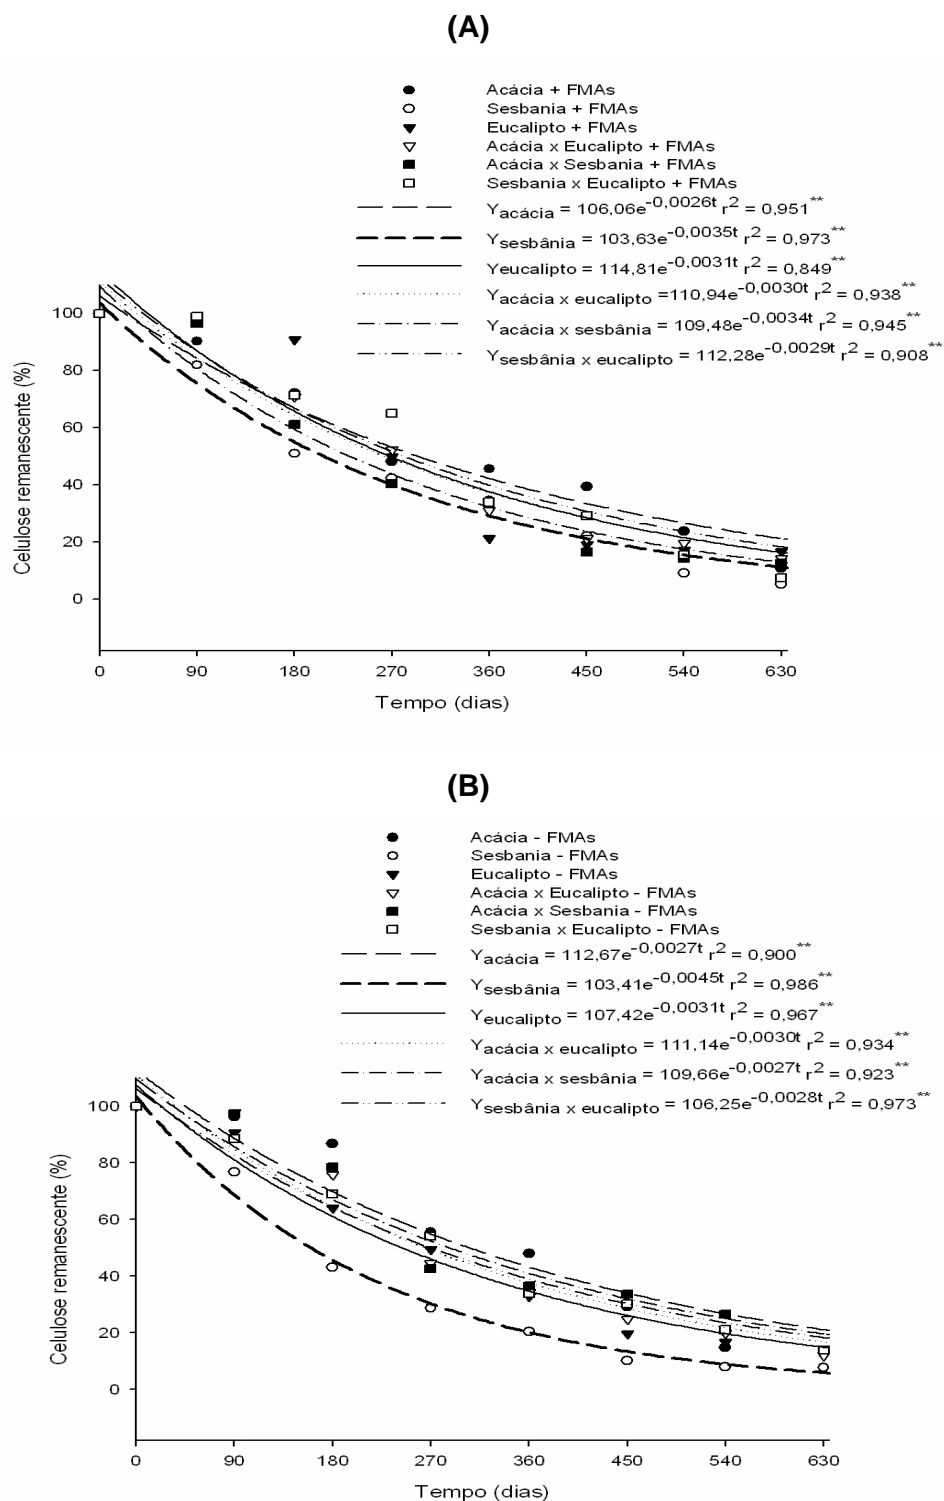 (A)
Acácia + FMAs
Sesbania + FMAs
Eucalipto + FMAs
Acácia x Eucalipto + FMAs
Acácia x Sesbania + FMAs
Sesbania x Eucalipto + FMAs
Yacácia = 106,06e-0,0026t r2 = 0,951**
Ysesbânia = 103,63e-0,0035t r2 = 0,973**
Yeucalipto = 114,81e-0,0031t r2 = 0,849**
Yacácia x eucalipto =110,94e-0,0030t r2 = 0,938**
Yacácia x sesbânia = 109,48e-0,0034t r2 = 0,945**
Ysesbânia x eucalipto = 112,28e-0,0029t r2 = 0,908**
Celulose remanescente (%)
100
80
60
40
20
0
0 90 180 270 360 450 540 630
Tempo (dias)
(B)
Acácia - FMAs
Sesbania - FMAs
Eucalipto - FMAs
Acácia x Eucalipto - FMAs
Acácia x Sesbania - FMAs
Sesbania x Eucalipto - FMAs
Yacácia = 112,67e-0,0027t r2 = 0,900**
Ysesbânia = 103,41e-0,0045t r2 = 0,986**
Yeucalipto = 107,42e-0,0031t r2 = 0,967**
Yacácia x eucalipto = 111,14e-0,0030t r2 = 0,934**
Yacácia x sesbânia = 109,66e-0,0027t r2 = 0,923**
Ysesbânia x eucalipto = 106,25e-0,0028t r2 = 0,973**
Celulose remanescente (%)
100
80
60
40
20
0
0 90 180 270 360 450 540 630
Tempo (dias)